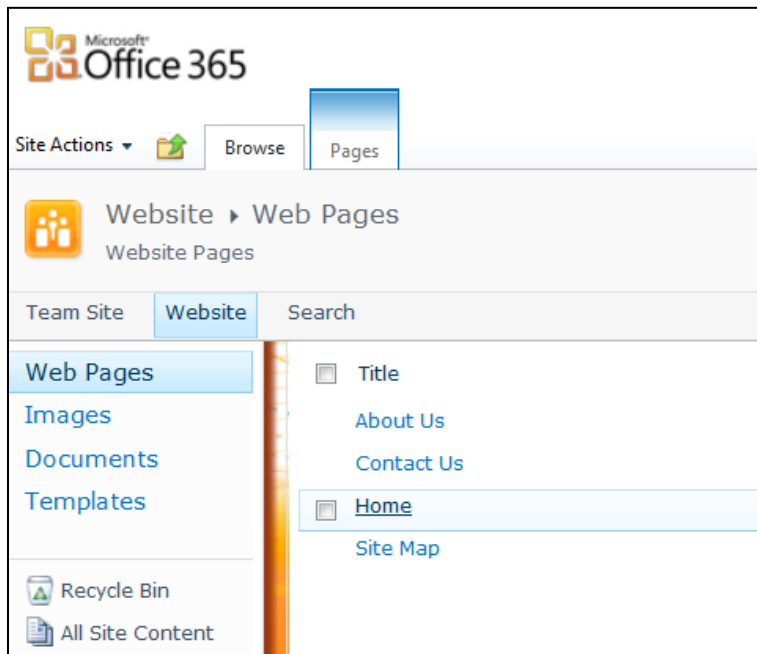 Microsoft®
Office 365
Site Actions
Browse
Pages
Website ▸ Web Pages
Website Pages
Team Site Website Search
Web Pages
Images
Documents
Templates
Recycle Bin
All Site Content
Title
About Us
Contact Us
Home
Site Map